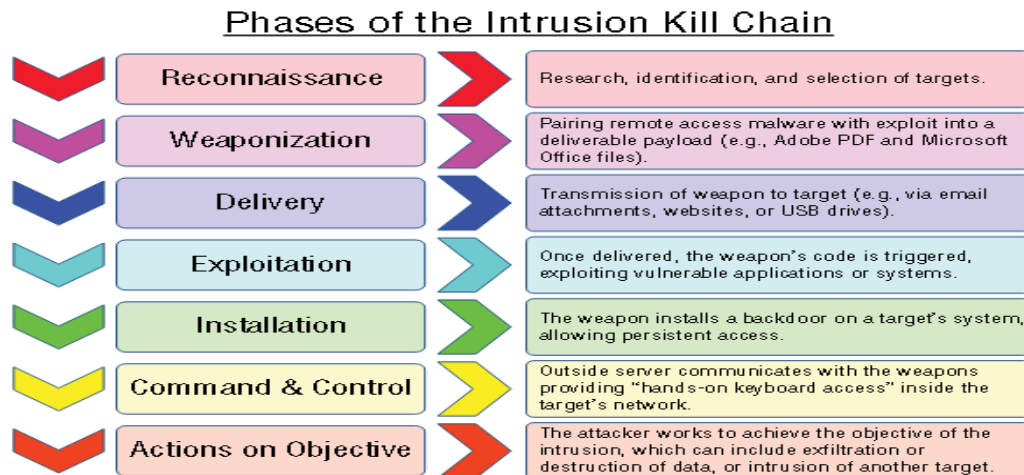 Phases of the Intrusion Kill Chain
Reconnaissance
Research, identification, and selection of targets.
Weaponization
Pairing remote access malware with exploit into a
deliverable payload (e.g., Adobe PDF and Microsoft
Office files).
Delivery
Transmission of weapon to target (e.g., via email
attachments, websites, or USB drives).
Exploitation
Once delivered, the weapon's code is triggered,
exploiting vulnerable applications or systems.
Installation
The weapon installs a backdoor on a target's system,
allowing persistent access.
Command & Control
Outside server communicates with the weapons
providing "hands-on keyboard access" inside the
target's network.
Actions on Objective
The attacker works to achieve the objective of the
intrusion, which can include exfiltration or
destruction of data, or intrusion of another target.